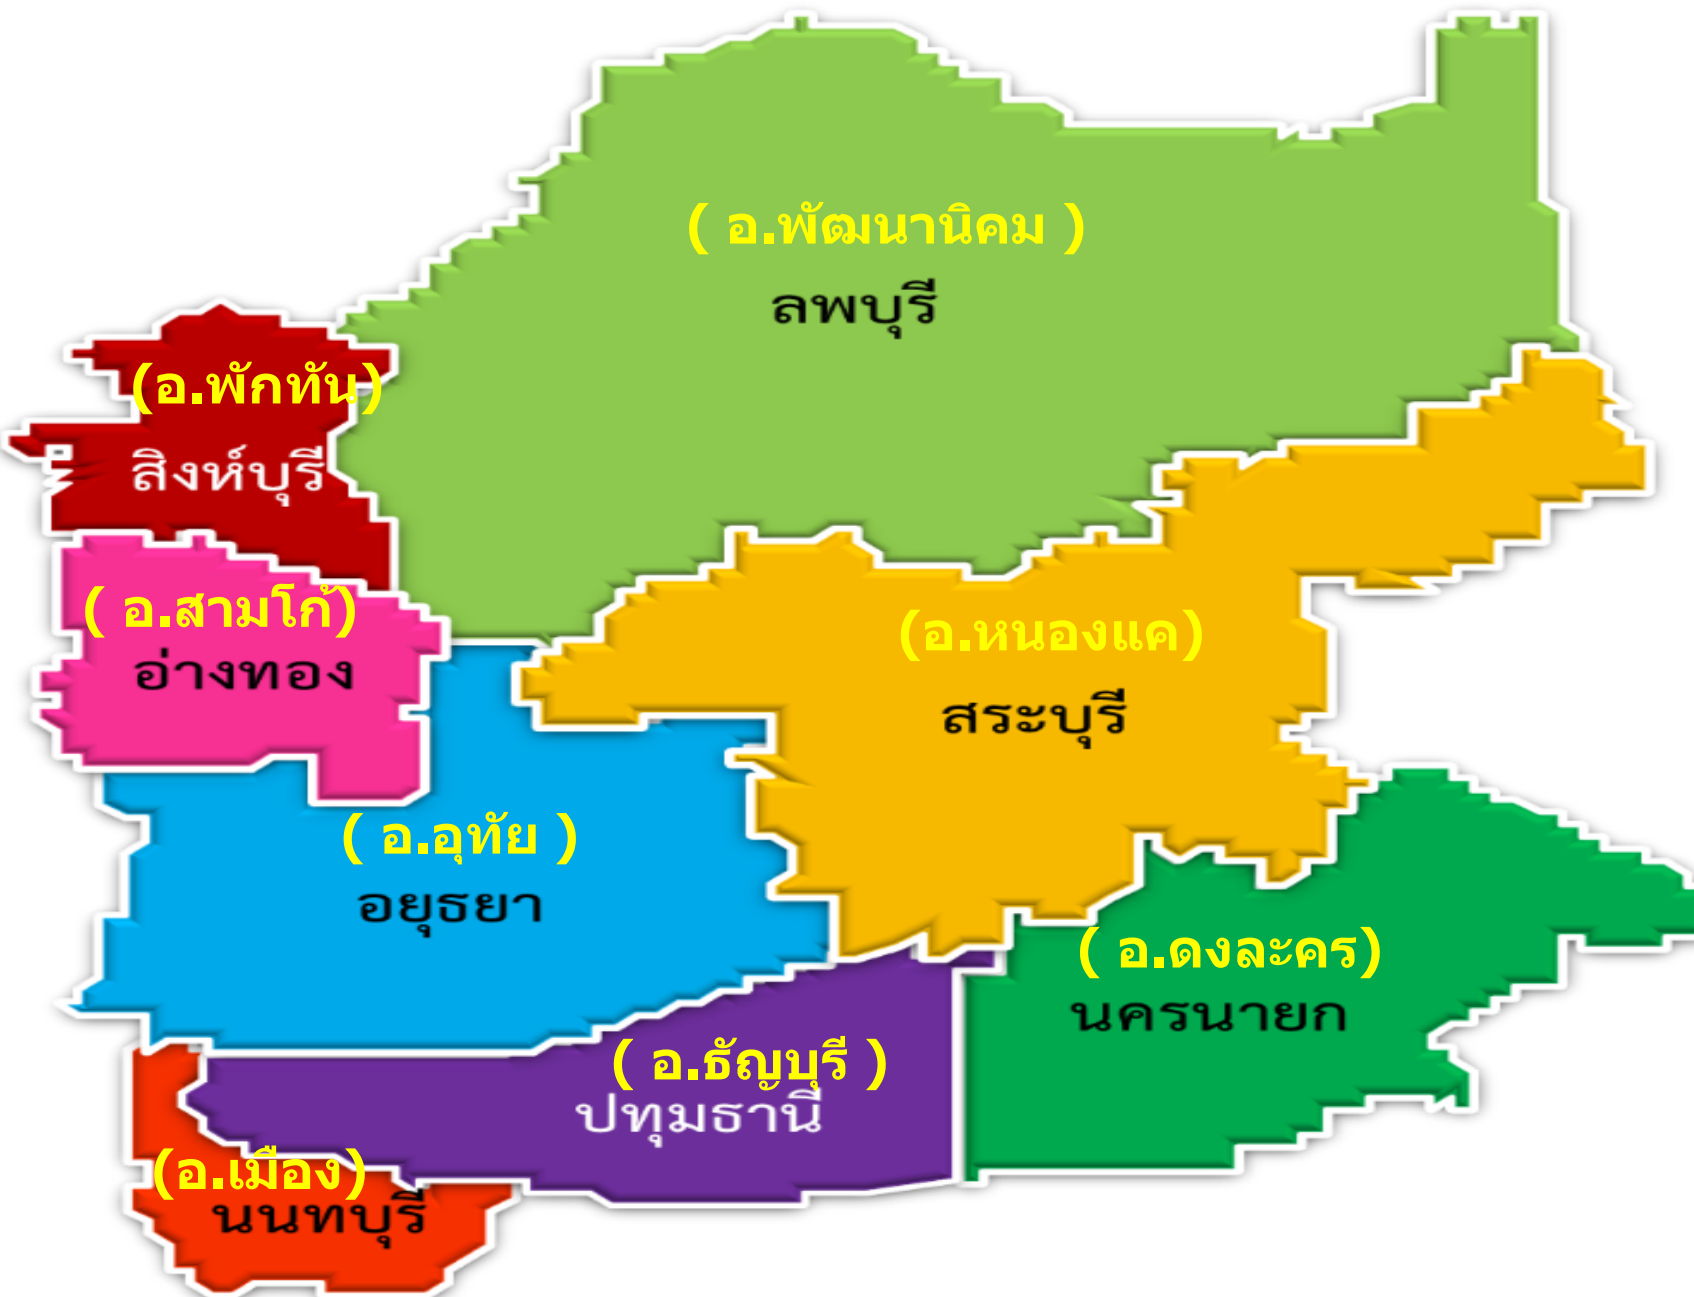 ( อ.พัฒนานิคม )
ลพบุรี
(อ.พักทัน)
สิงห์บุรี
( อ.สามโก้)
อ่างทอง
(อ.หนองแค)
สระบุรี
( อ.อุทัย )
อยุธยา
( อ.ดงละคร)
นครนายก
( อ.ธัญบุรี )
ปทุมธานี
(อ.เมือง)
นนทบุรี